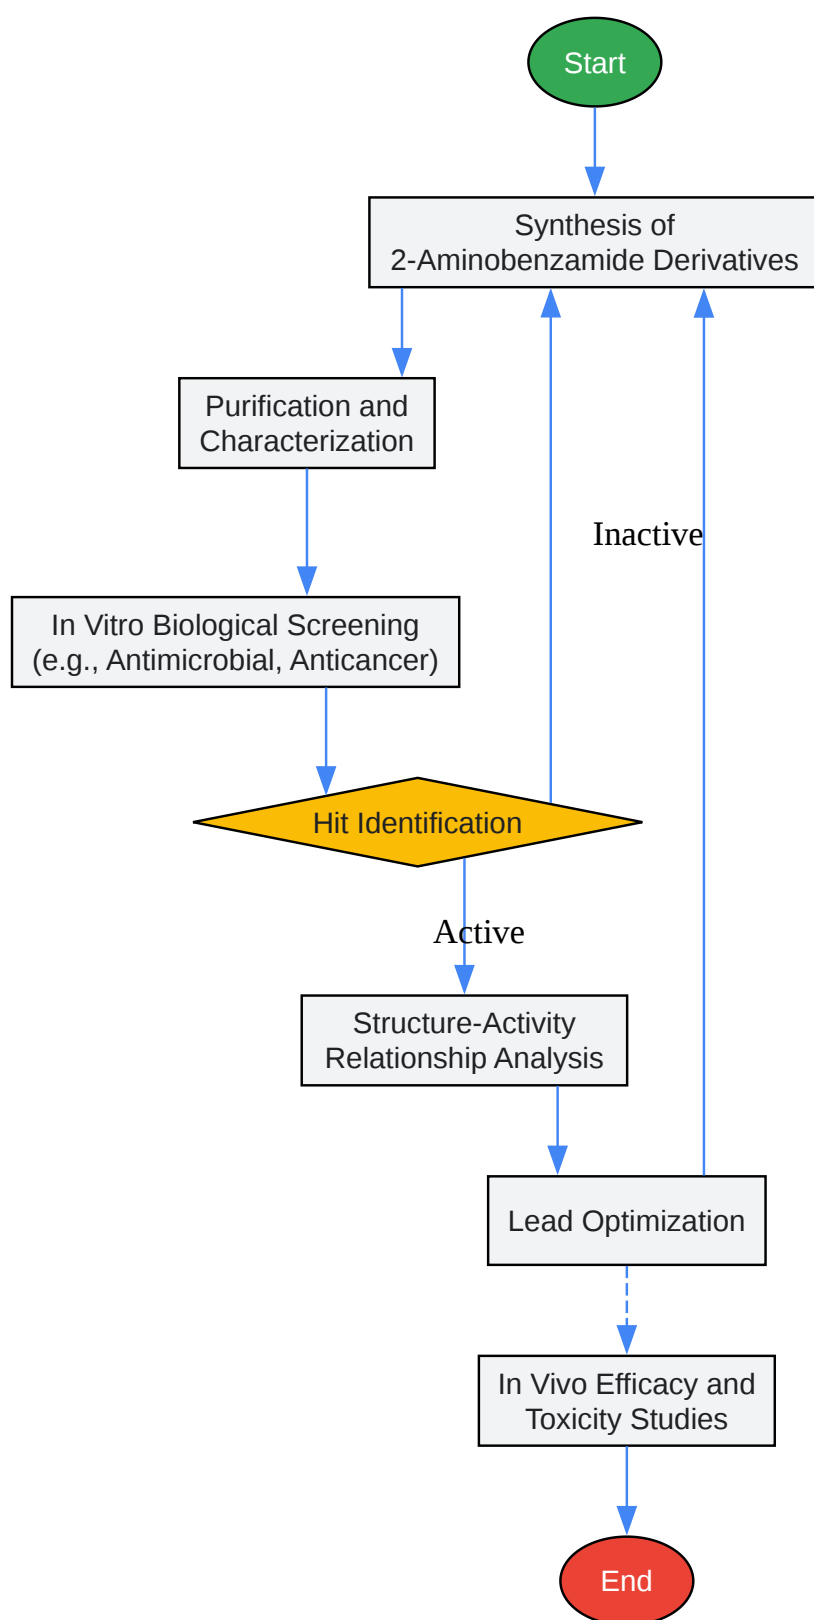 Start
Synthesis of
2-Aminobenzamide Derivatives
Purification and
Characterization
Inactive
In Vitro Biological Screening
(e.g., Antimicrobial, Anticancer)
Hit Identification
Active
Structure-Activity
Relationship Analysis
Lead Optimization
In Vivo Efficacy and
Toxicity Studies
End